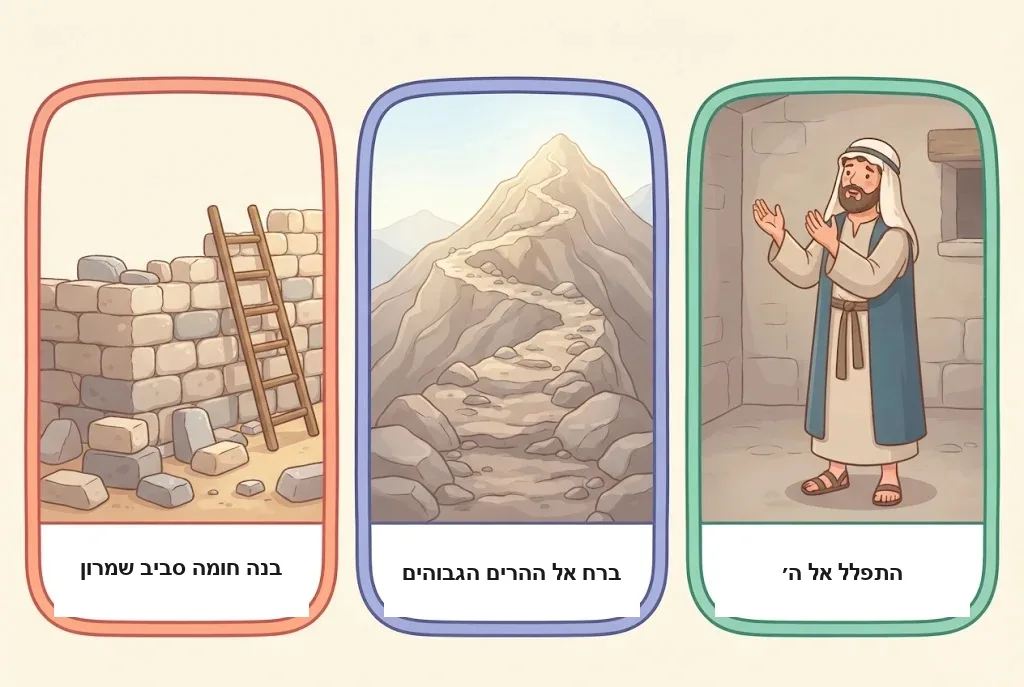 התפלל אל ה׳
ברח אל ההרים הגבוהים
בנה חומה סביב שמרון